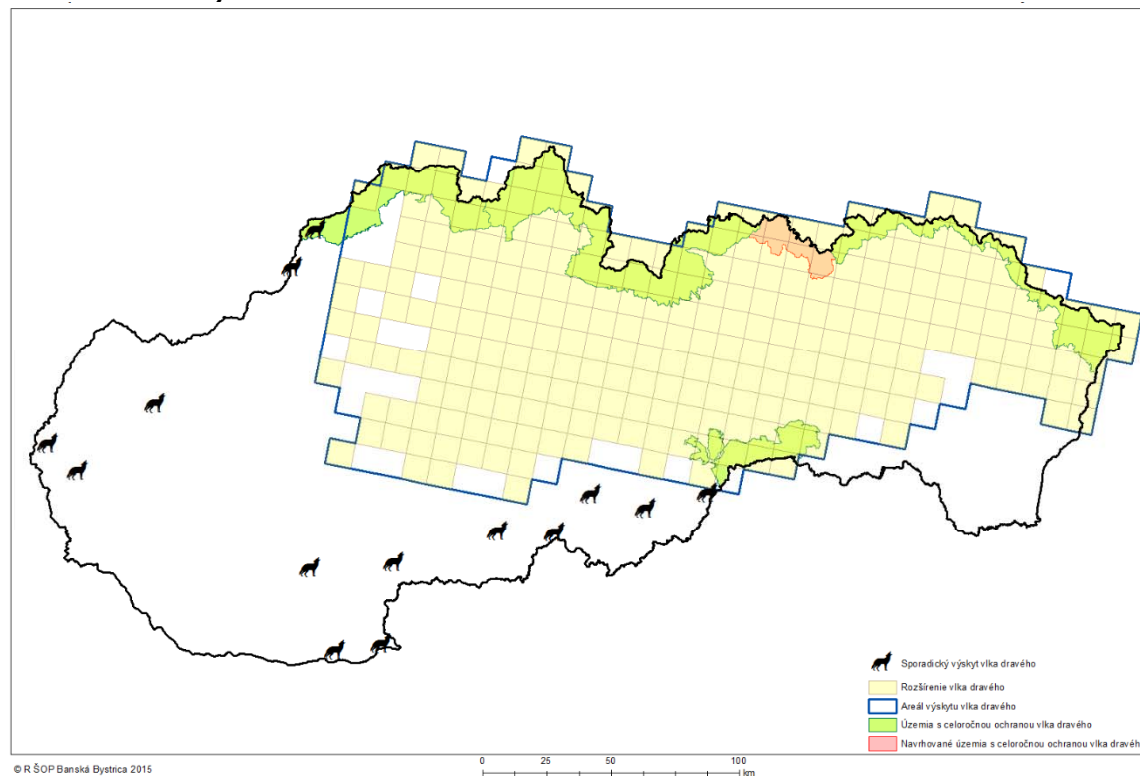 Sporadický výskyt vlka dravého
Rozšírenie vlka dravého
Areál výskytu vlka dravého
Územia s celoročnou ochranou vlka dravého
Navrhované územia s celoročnou ochranou vlka dravéh
© R ŠOP Banská Bystrica 2015
0 25 50 100
km